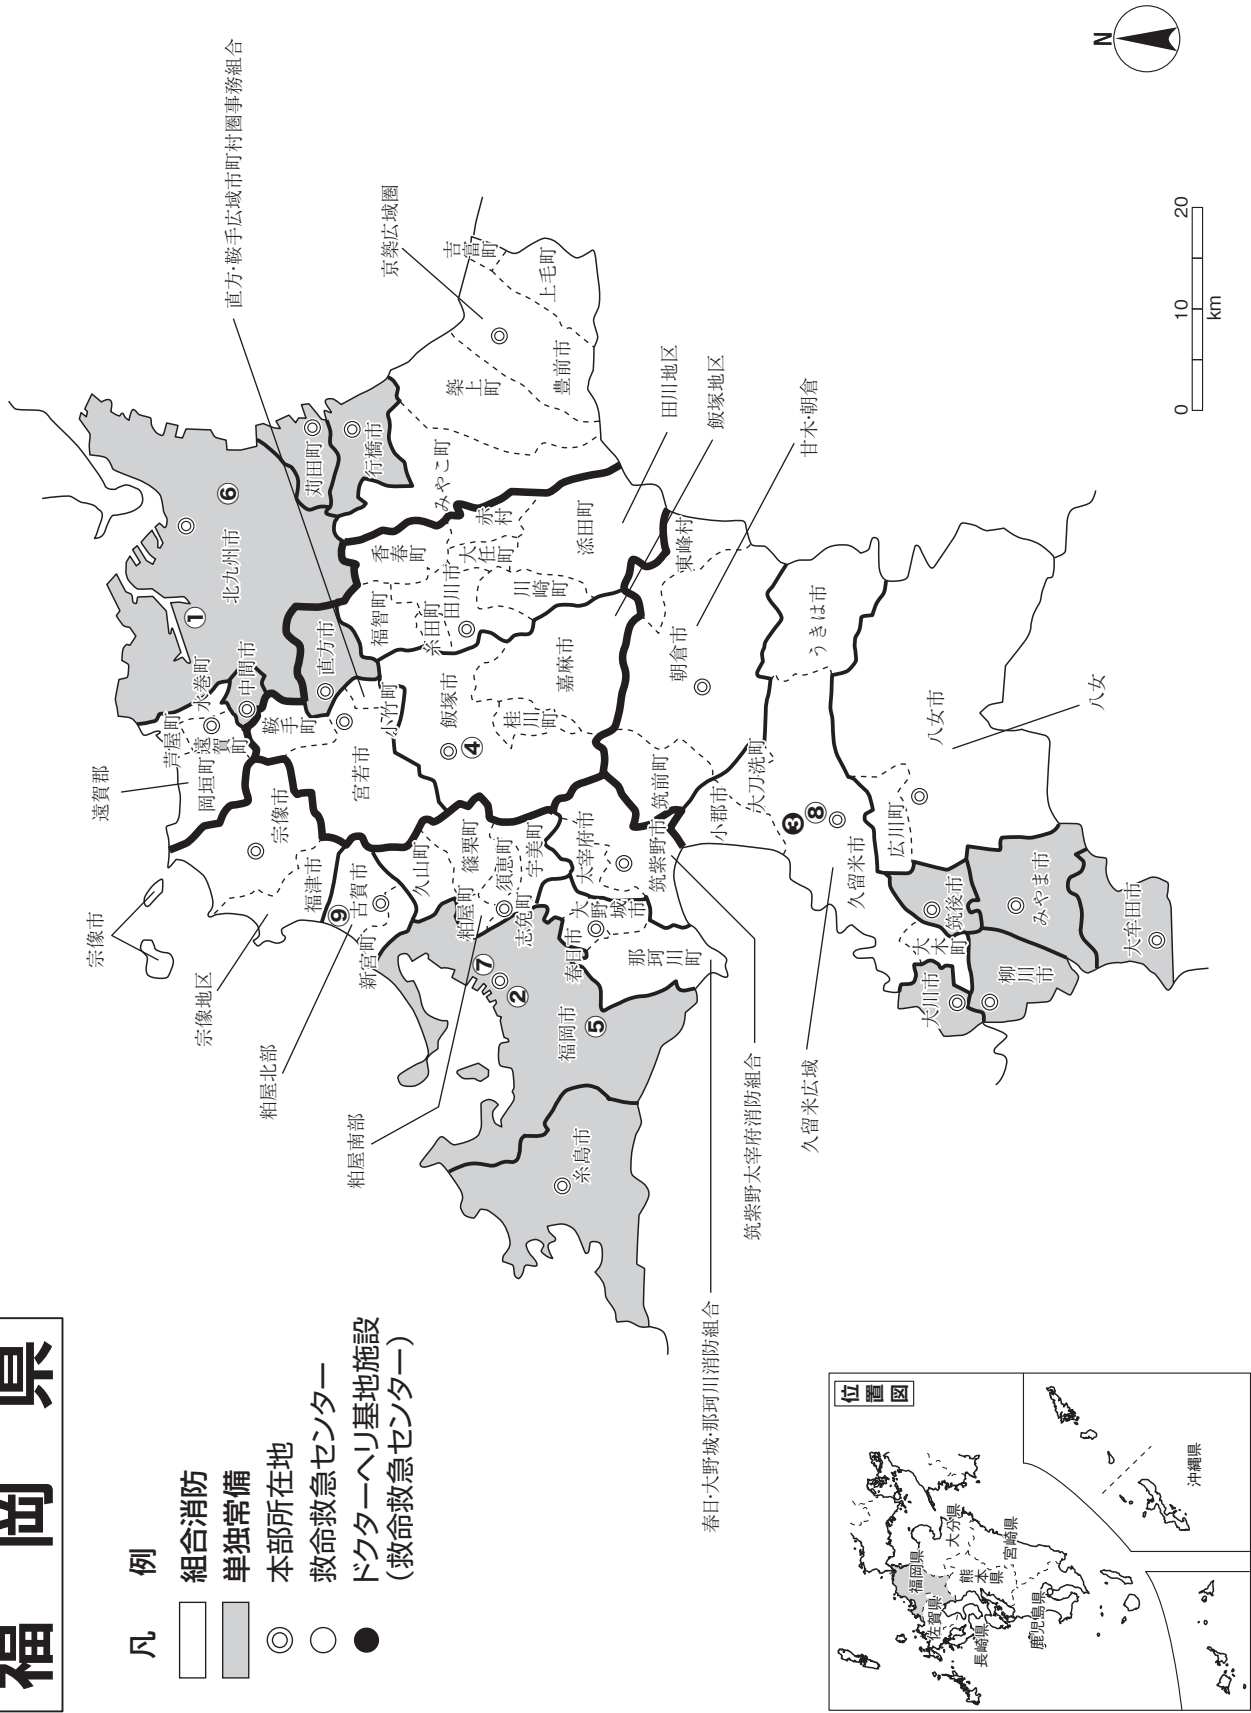 福岡県
凡例
組合消防
単独常備
本部所在地
救命救急センター
ドクターヘリ基地施設
(救命救急センター)
N
0 10 20
km
直方・鞍手広域市町村圏事務組合
京築広域圏
田川地区
飯塚地区
甘木・朝倉
八女
遠賀郡
宗像市
宗像地区
粕屋北部
粕屋南部
筑紫野太宰府消防組合
久留米広域
春日・大野城・那珂川消防組合
北九州市
①
⑥
苅田町
行橋市
みやこ町
築上町
豊前市
上毛町
吉富町
芦屋町
水巻町
中間市
遠賀町
岡垣町
鞍手町
直方市
小竹町
宮若市
福智町
香春町
赤村
糸田町
田川市
大任町
川崎町
添田町
飯塚市
④
桂川町
嘉麻市
東峰村
朝倉市
筑前町
うきは市
宗像市
福津市
⑨
古賀市
新宮町
久山町
篠栗町
粕屋町
須恵町
志免町
宇美町
太宰府市
筑紫野市
大野城市
春日市
那珂川町
福岡市
⑦
②
⑤
糸島市
小郡市
大刀洗町
❸
⑧
久留米市
広川町
八女市
筑後市
大木町
大川市
柳川市
みやま市
大牟田市
位置図
福岡県
佐賀県
長崎県
大分県
熊本県
宮崎県
鹿児島県
沖縄県